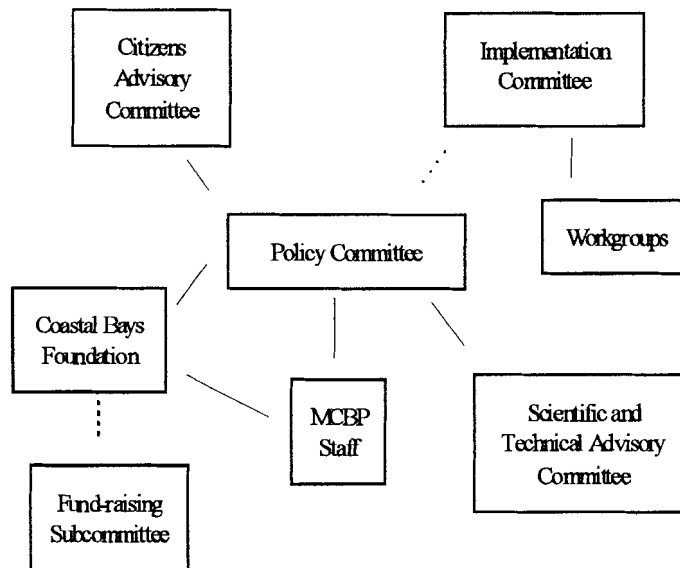 Citizens
Advisory
Committee
Implementation
Committee
Policy Committee
Workgroups
Coastal Bays
Foundation
MCBP
Staff
Scientific and
Technical Advisory
Committee
Fund-raising
Subcommittee